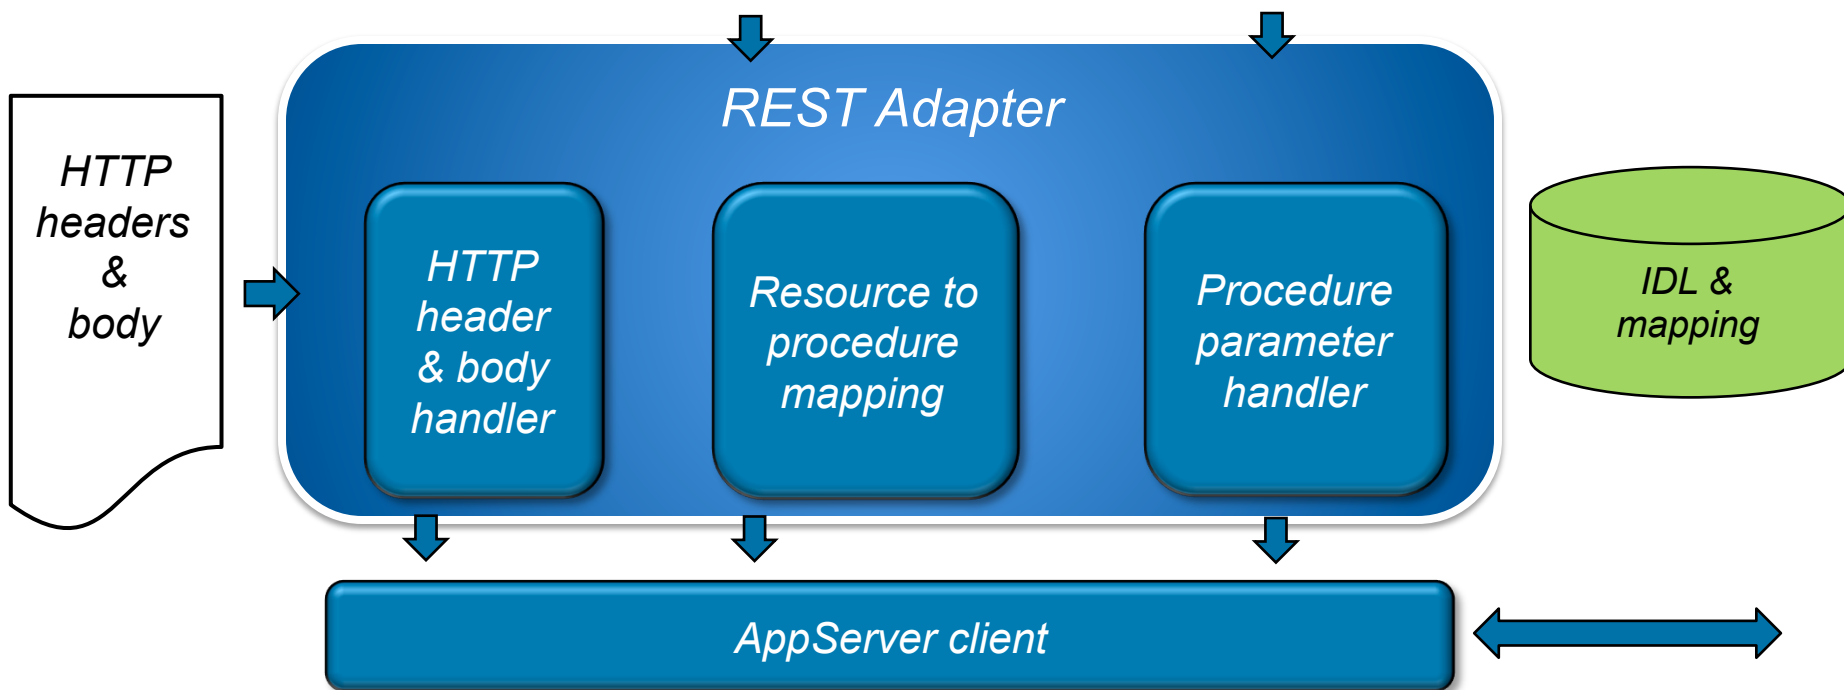 REST Adapter
HTTP
headers
&
body
HTTP
header
& body
handler
Resource to
procedure
mapping
Procedure
parameter
handler
IDL &
mapping
AppServer client